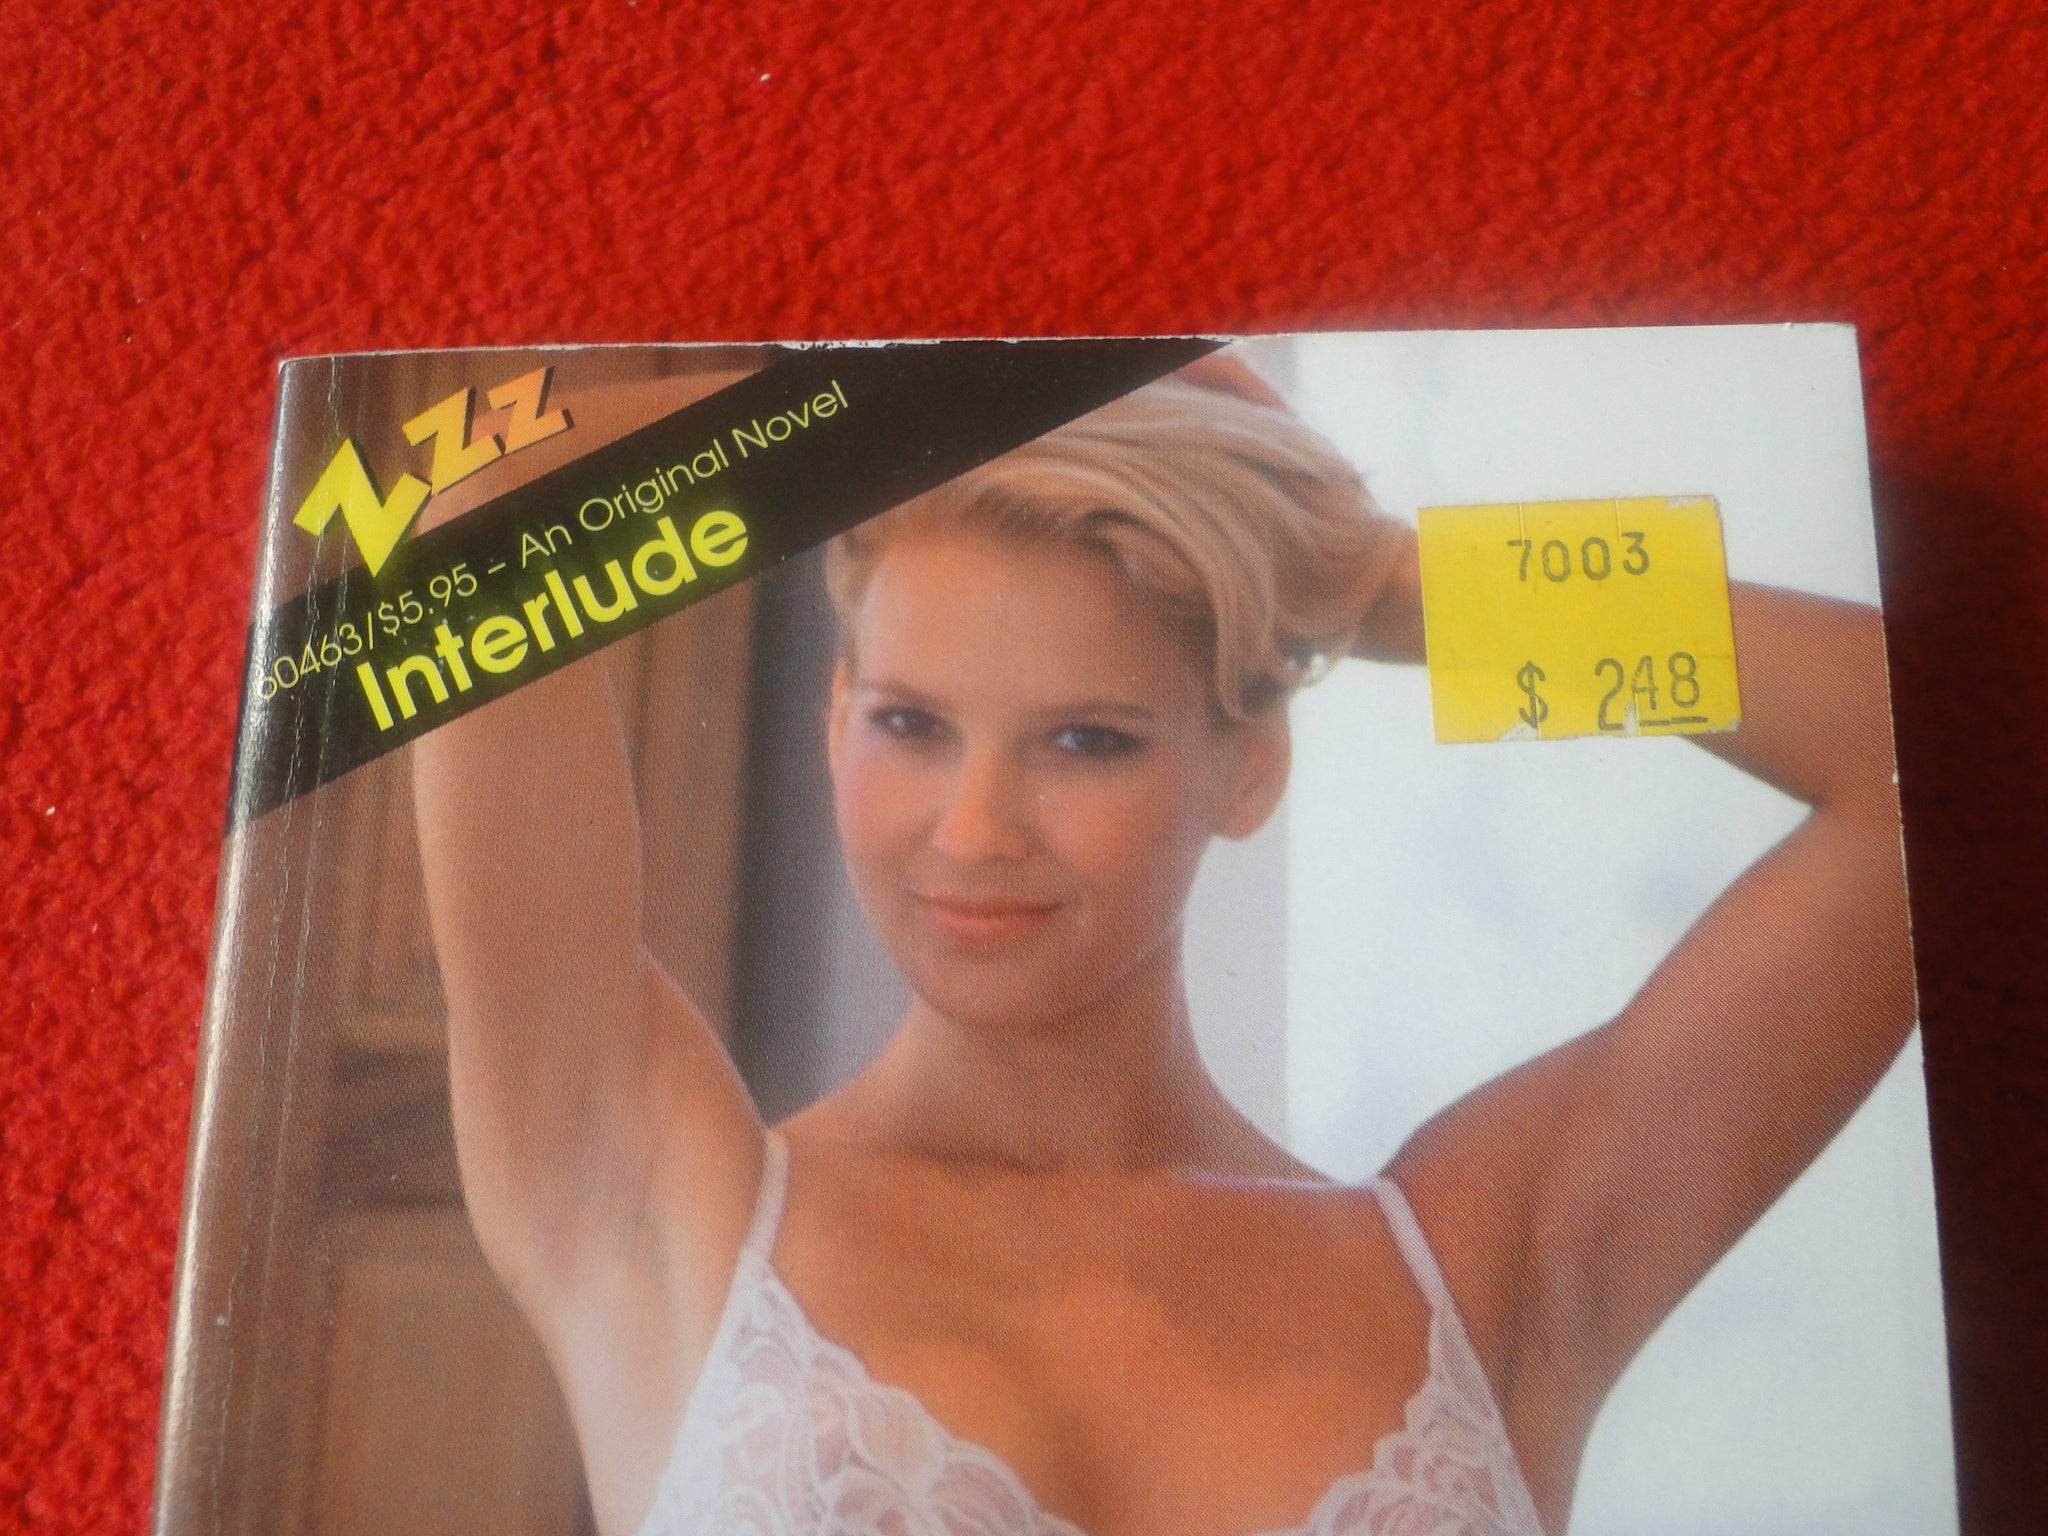 ZZZ
60463/$5.95 – An Original Novel
Interlude
7003
$ 248